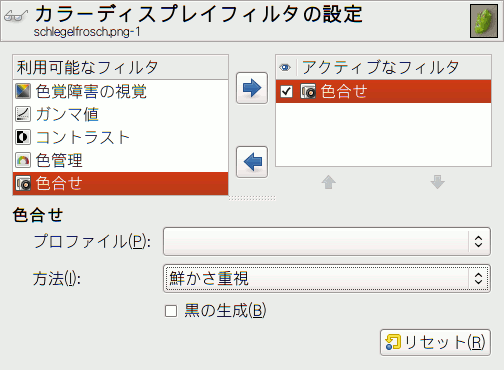 カラーディスプレイフィルタの設定
schlegelfrosch.png-1
利用可能なフィルタ
色覚障害の視覚
ガンマ値
コントラスト
色管理
色合せ
アクティブなフィルタ
色合せ
色合せ
プロファイル(P):
方法(I):
鮮かさ重視
黒の生成(B)
リセット(R)